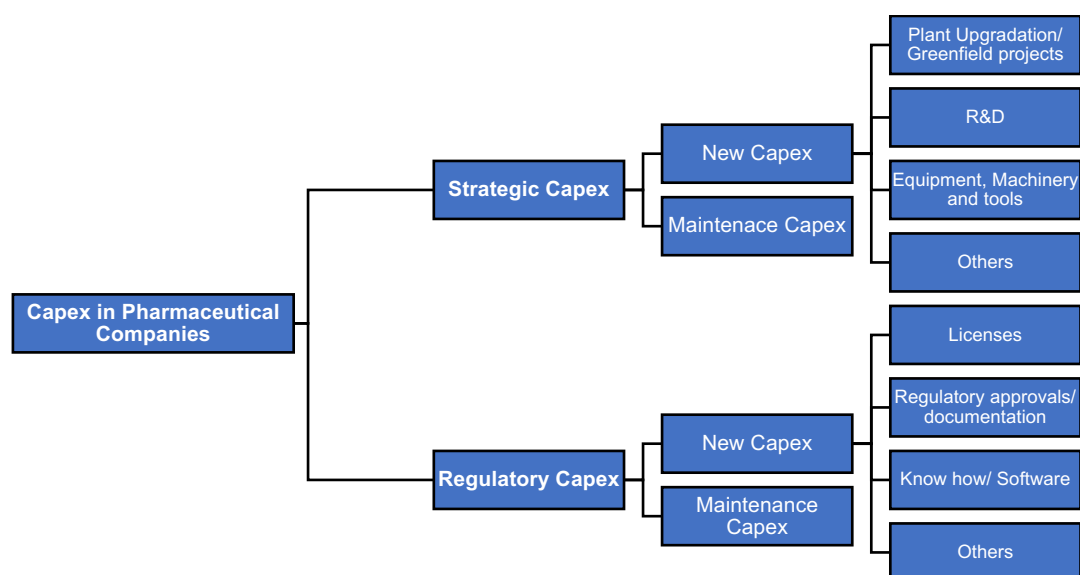 Capex in Pharmaceutical
Companies
Strategic Capex
New Capex
Plant Upgradation/
Greenfield projects
R&D
Equipment, Machinery
and tools
Others
Maintenace Capex
Regulatory Capex
New Capex
Licenses
Regulatory approvals/
documentation
Know how/ Software
Others
Maintenance
Capex